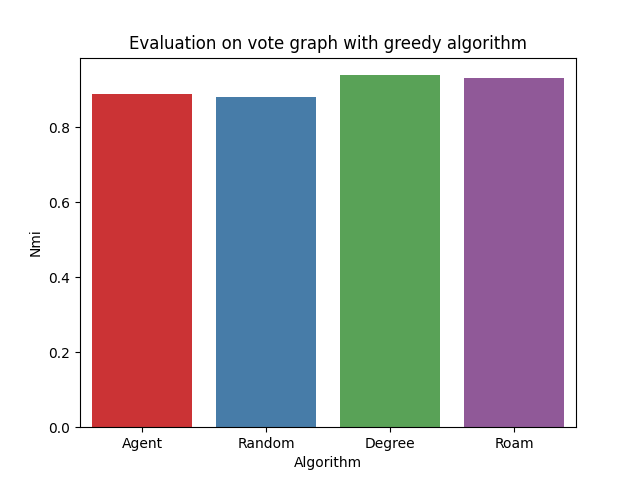 Evaluation on vote graph with greedy algorithm
0.8
0.6
0.4
0.2
0.0
Nmi
Agent Random Degree Roam
Algorithm